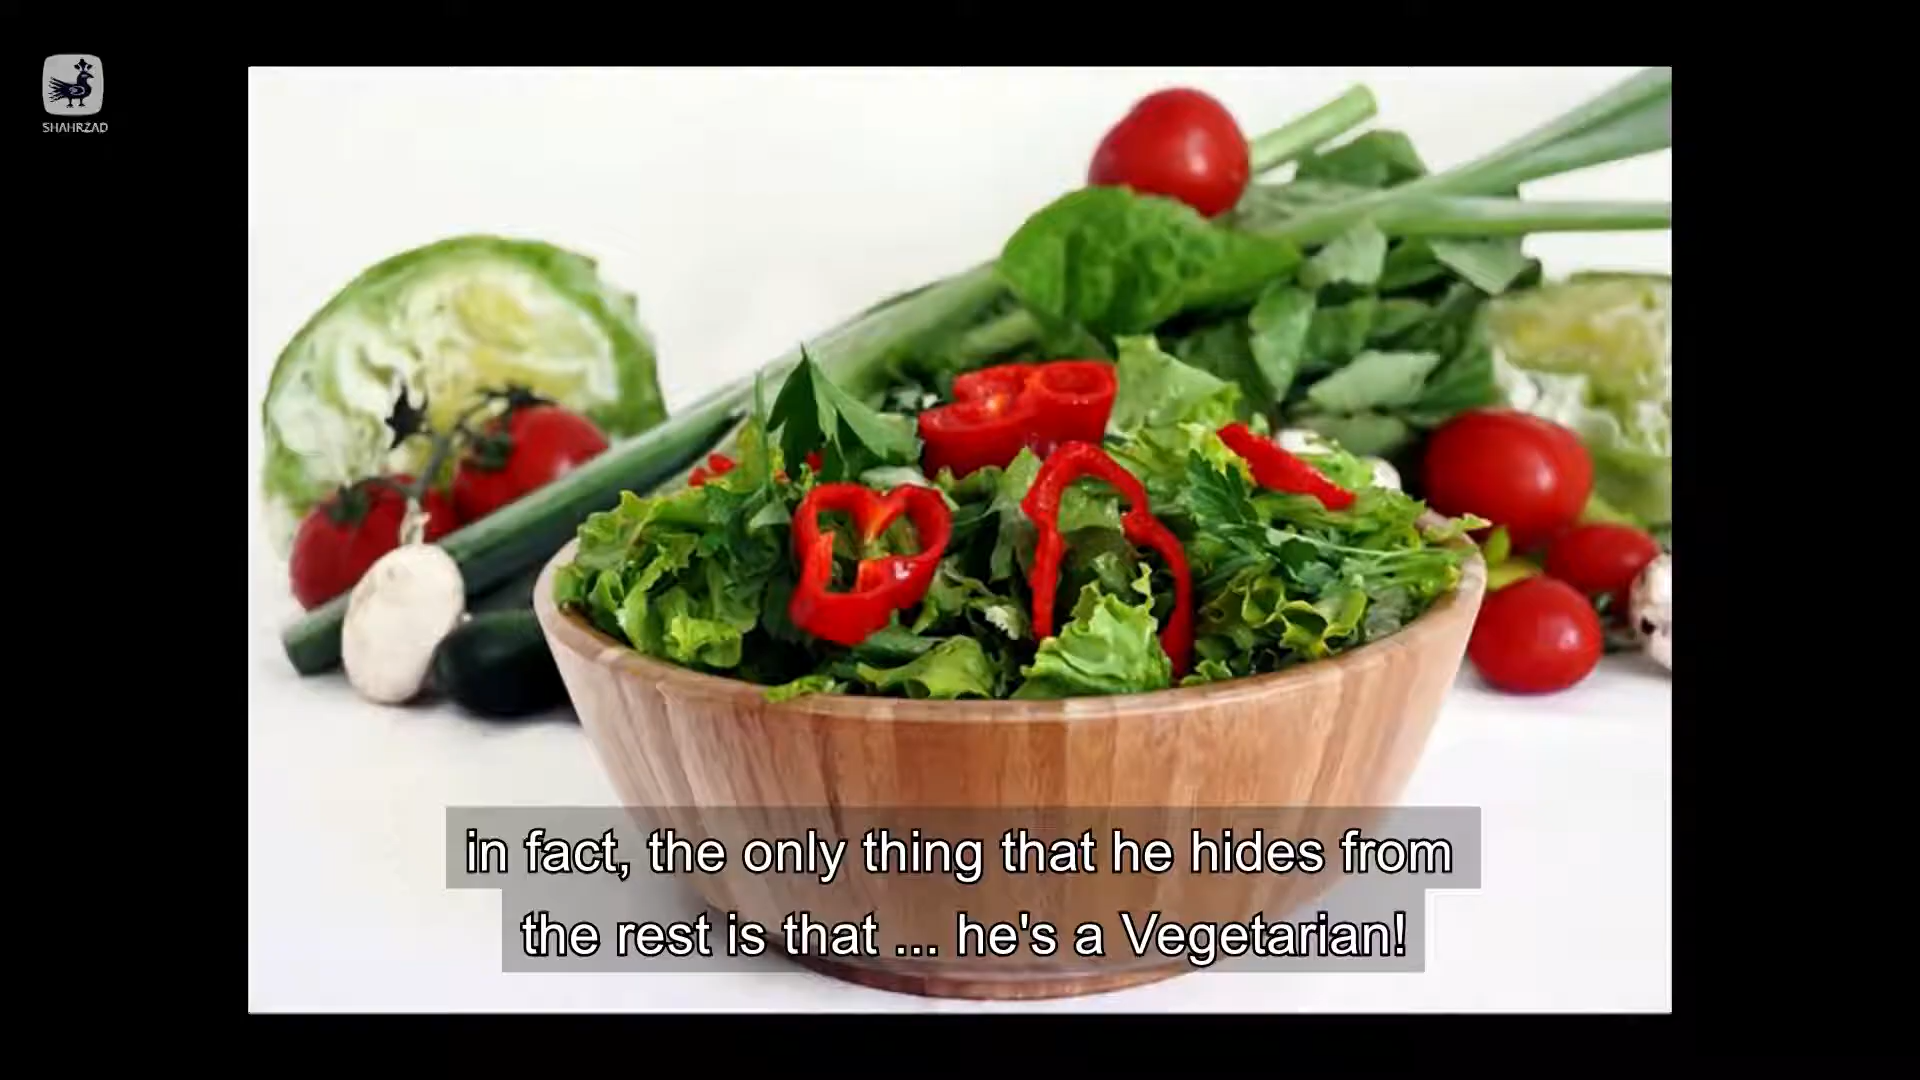 SHAHRZAD
in fact, the only thing that he hides from
the rest is that ... he's a Vegetarian!